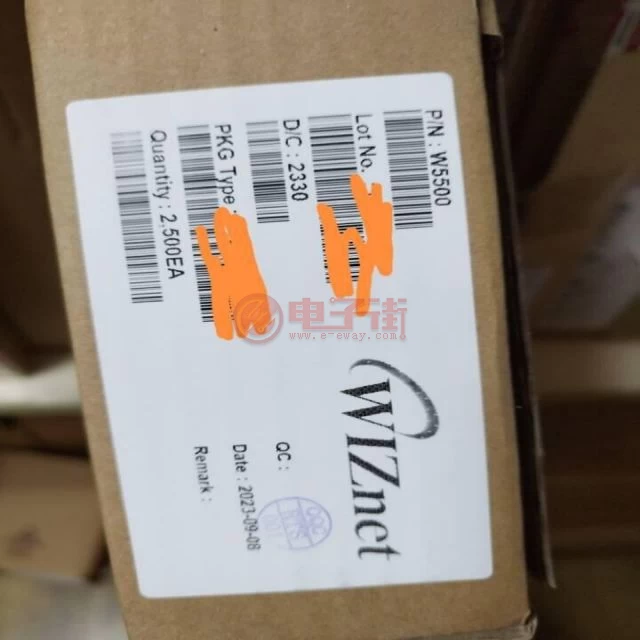 P/N : W5500
Lot No.
D/C : 2330
PKG Type
Quantity : 2,500EA
WIZnet
QC :
Date : 2023-09-08
Remark :
电子街
www.e-eway.com